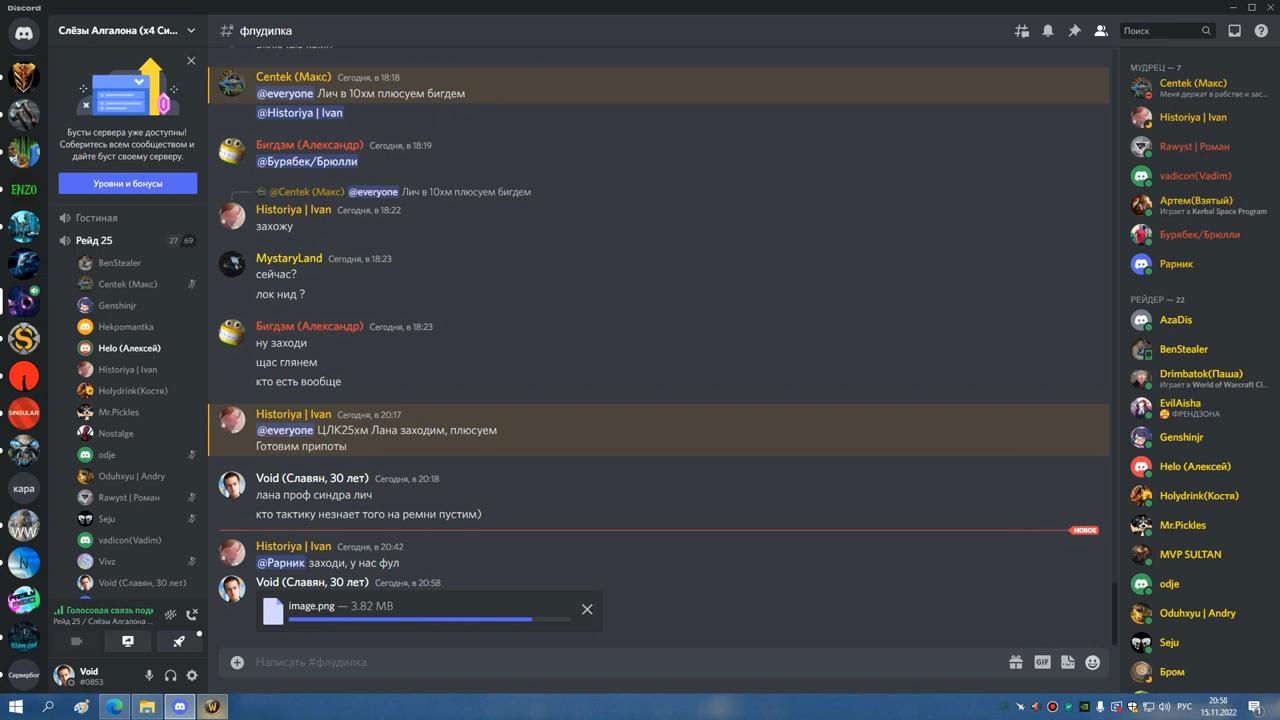 Discord
Слёзы Алгалона (x4 Си...
Бусты сервера уже доступны!
Соберитесь всем сообществом и
дайте буст своему серверу.
Уровни и бонусы
Гостиная
Рейд 25
27 69
BenStealer
Centek (Макс)
Genshinjr
Hekpomantka
Helo (Алексей)
Historiya | Ivan
Holydrink(Костя)
Mr.Pickles
Nostalge
odje
Oduhxyu | Andry
Rawyst | Роман
Seju
vadicon(Vadim)
Vivz
Void (Славян, 30 лет)
Голосовая связь подк
Рейд 25 / Слёзы Алгалона ...
Void
#0853
ENZO
SINGULAR
кара
WW
Сервербог
флудилка
Поиск
Centek (Макс) Сегодня, в 18:18
@everyone Лич в 10хм плюсуем бигдем
@Historiya | Ivan
Бигдэм (Александр) Сегодня, в 18:19
@Бурябек/Брюлли
@Centek (Макс) @everyone Лич в 10хм плюсуем бигдем
Historiya | Ivan Сегодня, в 18:22
захожу
MystaryLand Сегодня, в 18:23
сейчас?
лок нид ?
Бигдэм (Александр) Сегодня, в 18:23
ну заходи
щас глянем
кто есть вообще
Historiya | Ivan Сегодня, в 20:17
@everyone ЦЛК25хм Лана заходим, плюсуем
Готовим припоты
Void (Славян, 30 лет) Сегодня, в 20:18
лана проф синдра лич
кто тактику незнает того на ремни пустим)
НОВОЕ
Historiya | Ivan Сегодня, в 20:42
@Рарник заходи, у нас фул
Void (Славян, 30 лет) Сегодня, в 20:58
image.png — 3.82 MB
Написать #флудилка
GIF
МУДРЕЦ — 7
Centek (Макс)
Меня держат в рабстве и зас...
Historiya | Ivan
Rawyst | Роман
vadicon(Vadim)
Артем(Взятый)
Играет в Kerbal Space Program
Бурябек/Брюлли
Рарник
РЕЙДЕР — 22
AzaDis
BenStealer
Drimbatok(Паша)
Играет в World of Warcraft Cl...
EvilAisha
ФРЕНДЗОНА
Genshinjr
Helo (Алексей)
Holydrink(Костя)
Mr.Pickles
MVP SULTAN
odje
Oduhxyu | Andry
Seju
Бром
РУС
20:58
15.11.2022